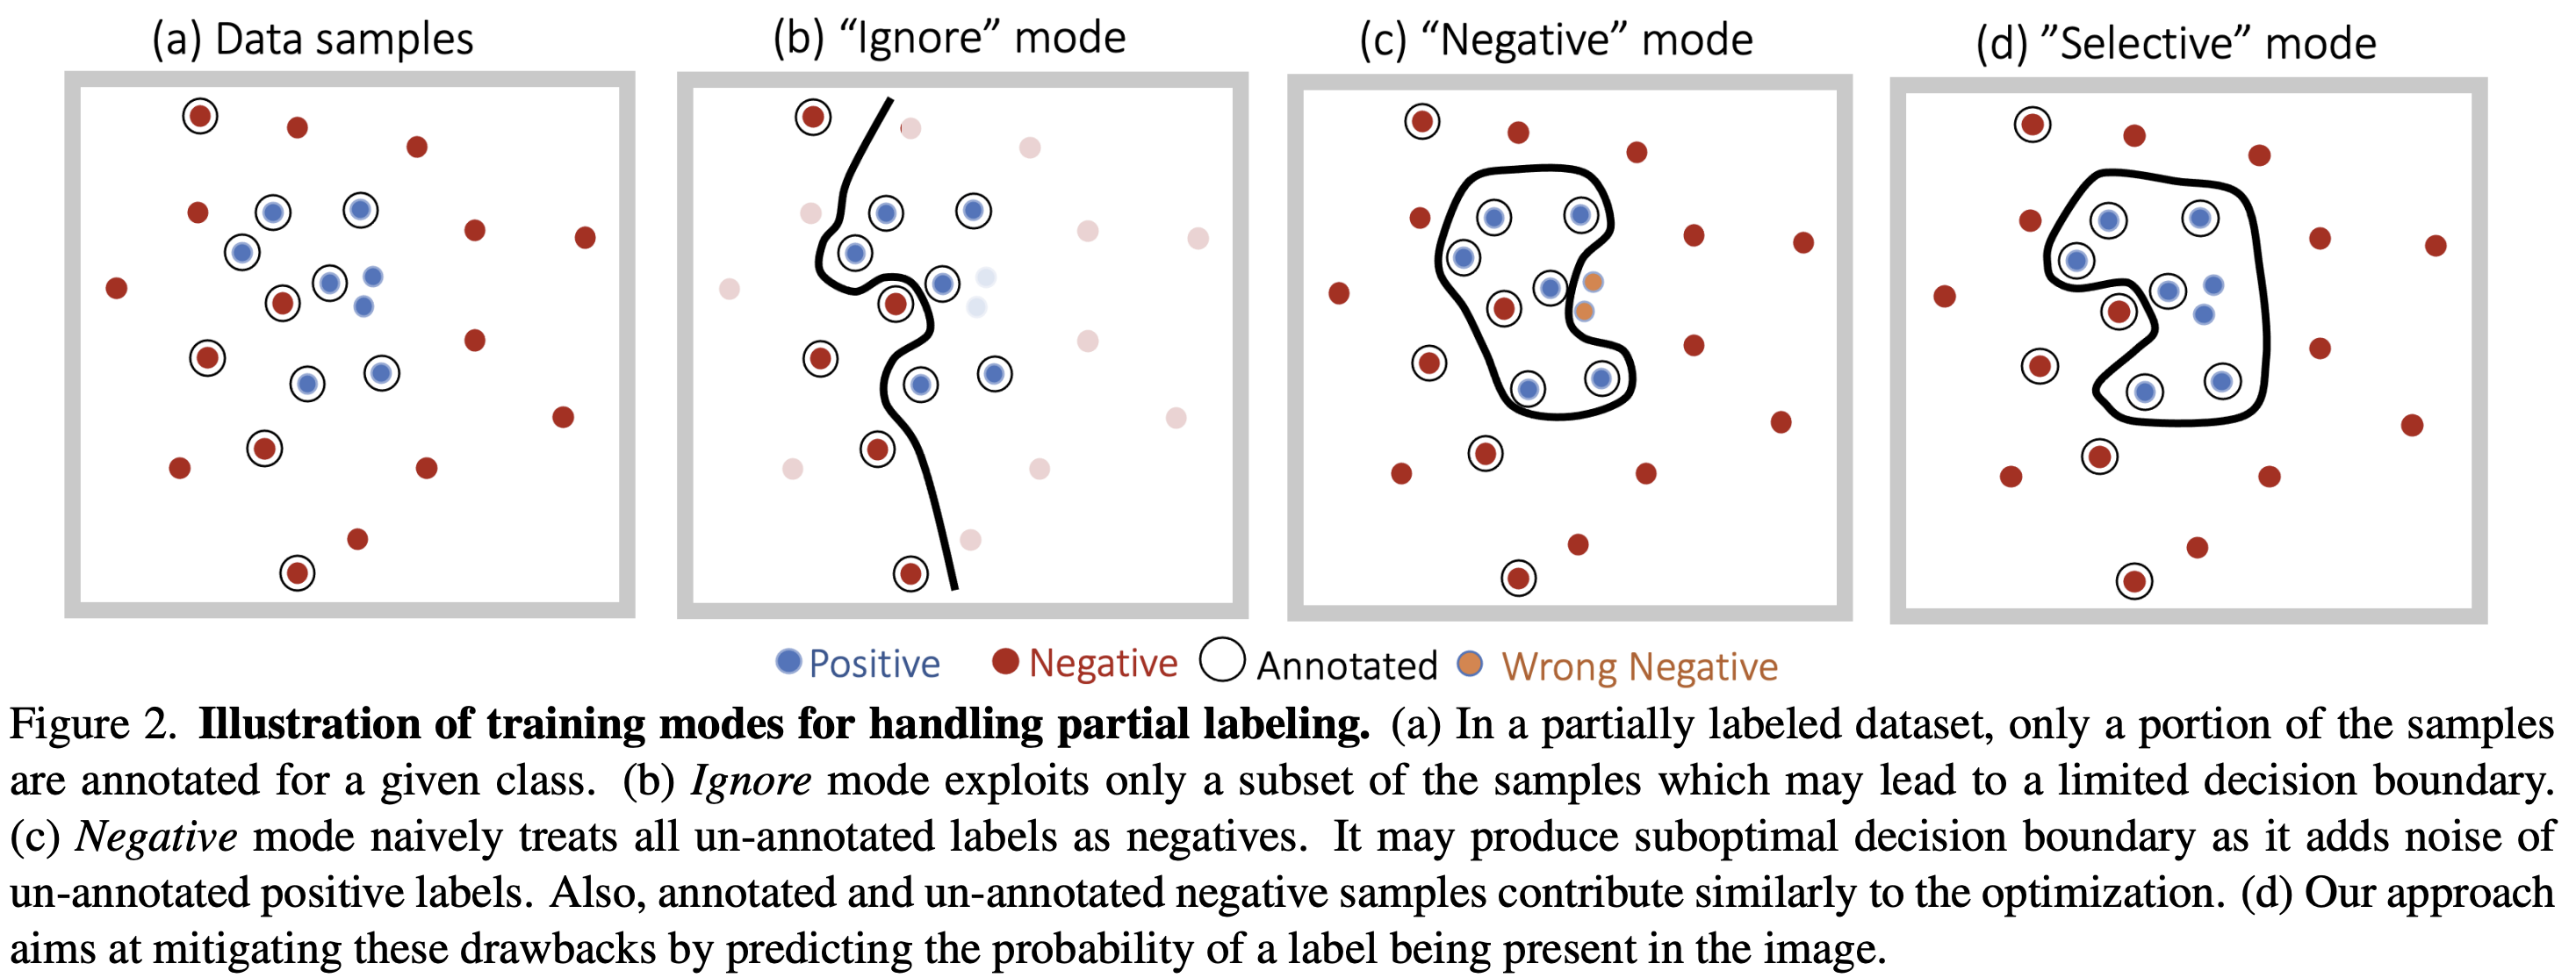 (a) Data samples
(b) “Ignore” mode
(c) “Negative” mode
(d) ”Selective” mode
Positive Negative Annotated Wrong Negative
Figure 2. Illustration of training modes for handling partial labeling. (a) In a partially labeled dataset, only a portion of the samples
are annotated for a given class. (b) Ignore mode exploits only a subset of the samples which may lead to a limited decision boundary.
(c) Negative mode naively treats all un-annotated labels as negatives. It may produce suboptimal decision boundary as it adds noise of
un-annotated positive labels. Also, annotated and un-annotated negative samples contribute similarly to the optimization. (d) Our approach
aims at mitigating these drawbacks by predicting the probability of a label being present in the image.